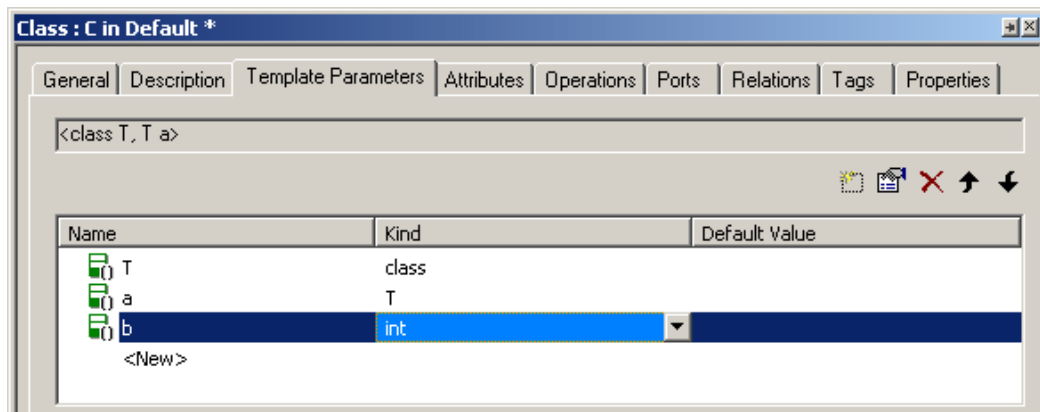 Class : C in Default *
General Description Template Parameters Attributes Operations Ports Relations Tags Properties
<class T, T a>
Name Kind Default Value
T class
a T
b int
<New>